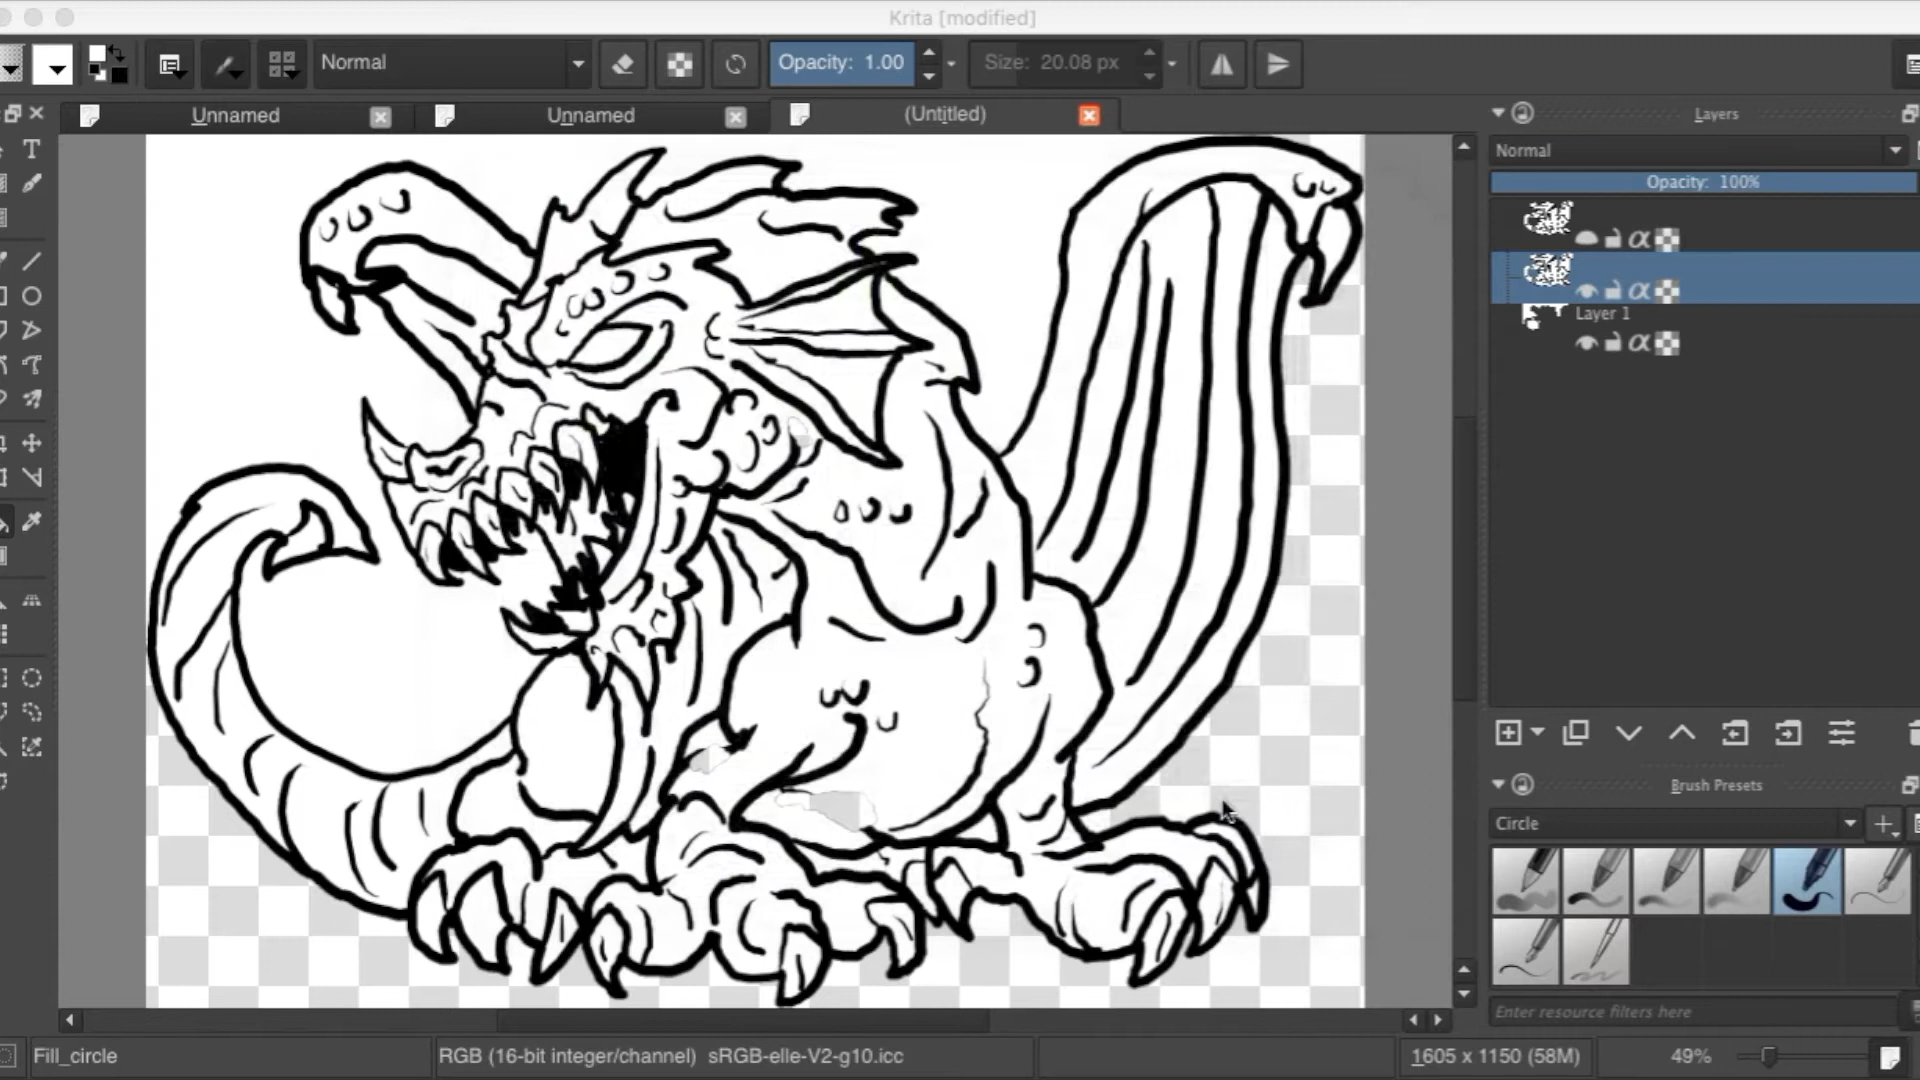 Krita [modified]
Normal
Opacity: 1.00
Size: 20.08 px
Unnamed
Unnamed
(Untitled)
Layers
Normal
Opacity: 100%
Layer 1
Brush Presets
Circle
Enter resource filters here
Fill_circle
RGB (16-bit integer/channel) sRGB-elle-V2-g10.icc
1605 x 1150 (58M)
49%